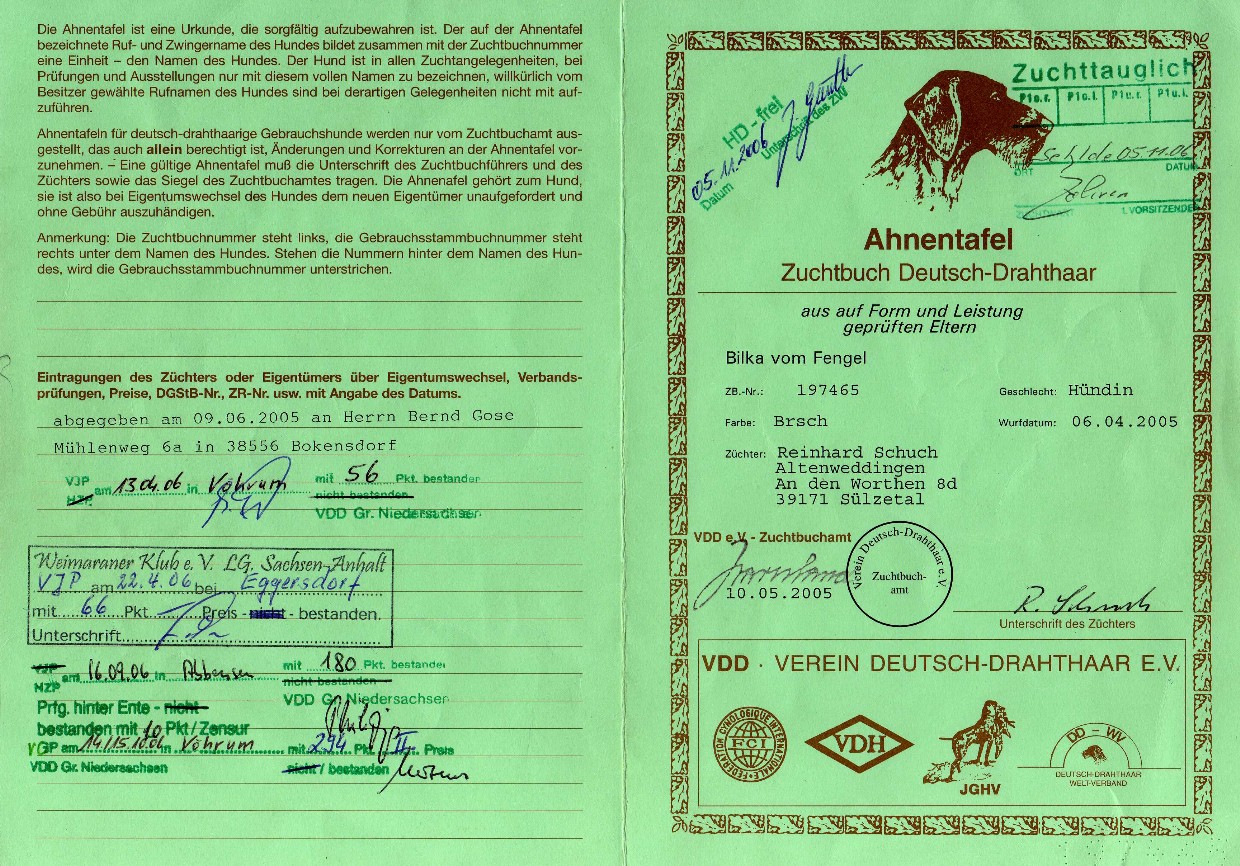 Die Ahnentafel ist eine Urkunde, die sorgfältig aufzubewahren ist. Der auf der Ahnentafel
bezeichnete Ruf- und Zwingername des Hundes bildet zusammen mit der Zuchtbuchnummer
eine Einheit – den Namen des Hundes. Der Hund ist in allen Zuchtangelegenheiten, bei
Prüfungen und Ausstellungen nur mit diesem vollen Namen zu bezeichnen, willkürlich vom
Besitzer gewählte Rufnamen des Hundes sind bei derartigen Gelegenheiten nicht mit auf-
zuführen.
Ahnentafeln für deutsch-drahthaarige Gebrauchshunde werden nur vom Zuchtbuchamt aus-
gestellt, das auch allein berechtigt ist, Änderungen und Korrekturen an der Ahnentafel vor-
zunehmen. – Eine gültige Ahnentafel muß die Unterschrift des Zuchtbuchführers und des
Züchters sowie das Siegel des Zuchtbuchamtes tragen. Die Ahnenafel gehört zum Hund,
sie ist also bei Eigentumswechsel des Hundes dem neuen Eigentümer unaufgefordert und
ohne Gebühr auszuhändigen.
Anmerkung: Die Zuchtbuchnummer steht links, die Gebrauchsstammbuchnummer steht
rechts unter dem Namen des Hundes. Stehen die Nummern hinter dem Namen des Hun-
des, wird die Gebrauchsstammbuchnummer unterstrichen.
Eintragungen des Züchters oder Eigentümers über Eigentumswechsel, Verbands-
prüfungen, Preise, DGStB-Nr., ZR-Nr. usw. mit Angabe des Datums.
abgegeben am 09.06.2005 an Herrn Bernd Gose
Mühlenweg 6a in 38556 Bokensdorf
VJP
HZP am 13.04.06 in Vöhrum mit 56 Pkt. bestanden
nicht bestanden
VDD Gr. Niedersachsen
Weimaraner Klub e. V. LG. Sachsen-Anhalt
VJP am 22.4.06 bei Eggersdorf
mit 66 Pkt. Preis - nicht - bestanden.
Unterschrift
VJP
HZP am 16.09.06 in Abbensen mit 180 Pkt. bestanden
nicht bestanden
VDD Gr. Niedersachsen
Prfg. hinter Ente - nicht -
bestanden mit 10 Pkt / Zensur
VGP am 14./15.10.06 in Vöhrum mit 294 Pkt. II. Preis
VDD Gr. Niedersachsen nicht / bestanden
HD - frei
05.11.2006
Datum
Unterschrift des ZW
Zuchttauglich
P1o.r. P1o.l. P1u.r. P1u.l.
05.11.06
ORT DATUM
1. VORSITZENDER
Ahnentafel
Zuchtbuch Deutsch-Drahthaar
aus auf Form und Leistung
geprüften Eltern
Bilka vom Fengel
ZB.-Nr.: 197465 Geschlecht: Hündin
Farbe: Brsch Wurfdatum: 06.04.2005
Züchter: Reinhard Schuch
Altenweddingen
An den Worthen 8d
39171 Sülzetal
VDD e.V. - Zuchtbuchamt
10.05.2005
Verein Deutsch-Drahthaar e.V.
Zuchtbuch-
amt
R. Schuch
Unterschrift des Züchters
VDD · VEREIN DEUTSCH-DRAHTHAAR E.V.
FEDERATION CYNOLOGIQUE INTERNATIONALE
FCI
VDH
JGHV
DD - WV
DEUTSCH-DRAHTHAAR
WELT-VERBAND